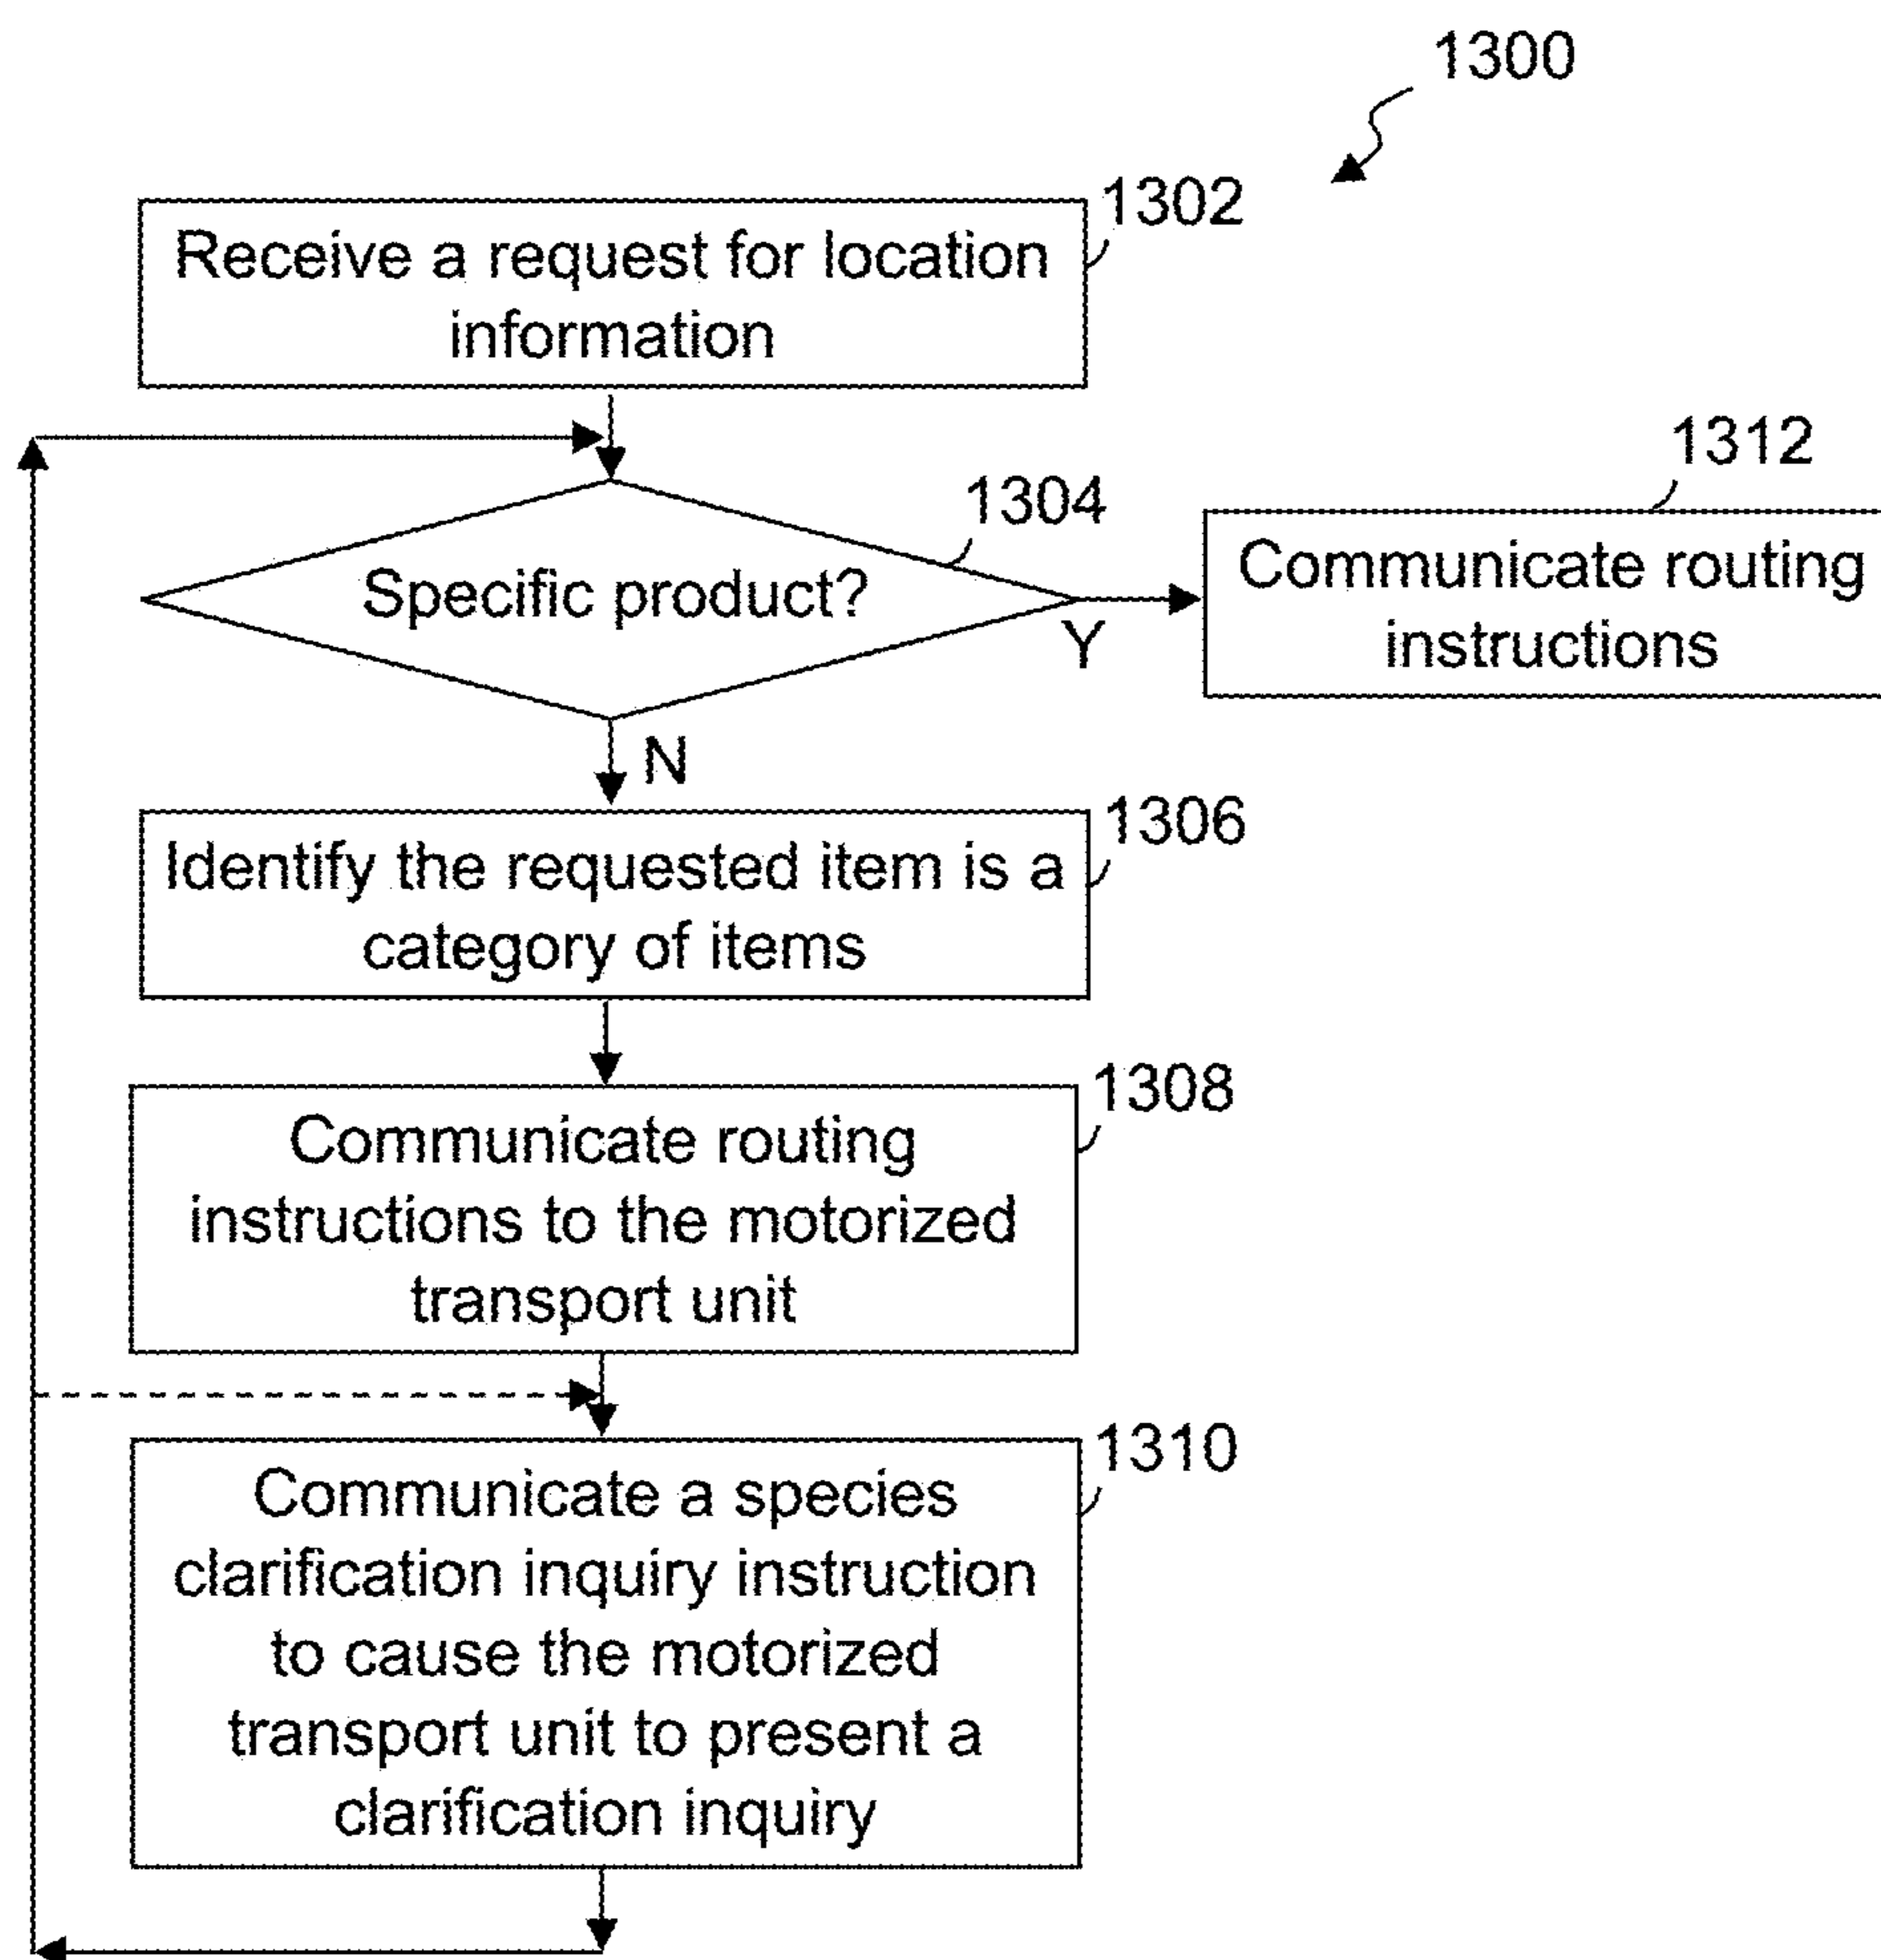 1300
1302
Receive a request for location
information
1304
Specific product?
Y
N
1312
Communicate routing
instructions
1306
Identify the requested item is a
category of items
1308
Communicate routing
instructions to the motorized
transport unit
1310
Communicate a species
clarification inquiry instruction
to cause the motorized
transport unit to present a
clarification inquiry